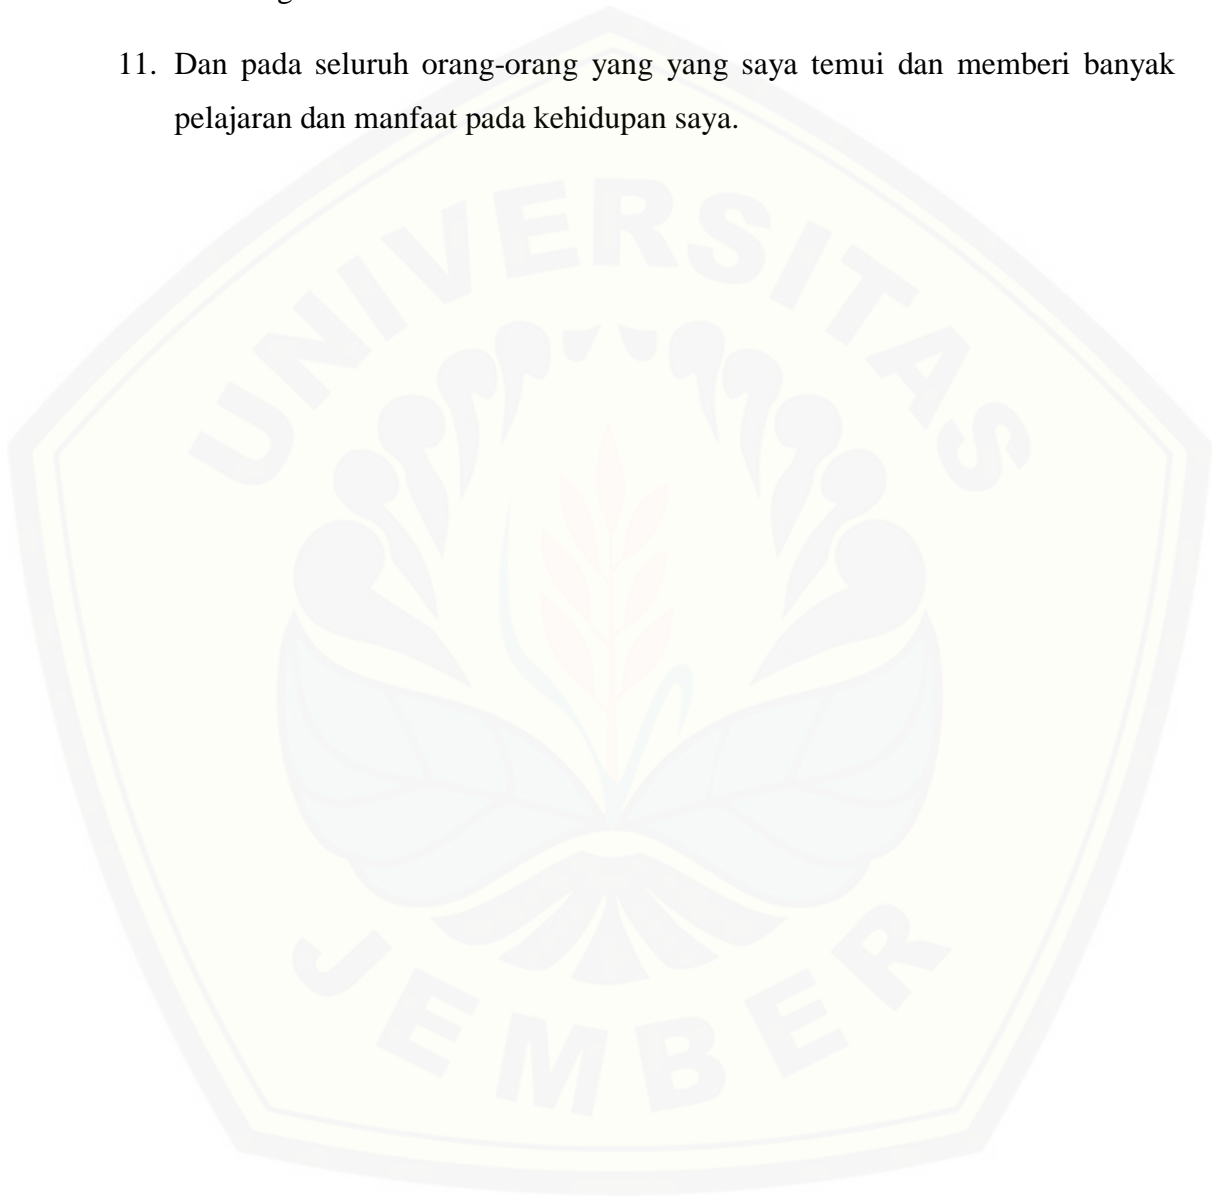 11. Dan pada seluruh orang-orang yang yang saya temui dan memberi banyak
pelajaran dan manfaat pada kehidupan saya.
UNIVERSITAS
JEMBER